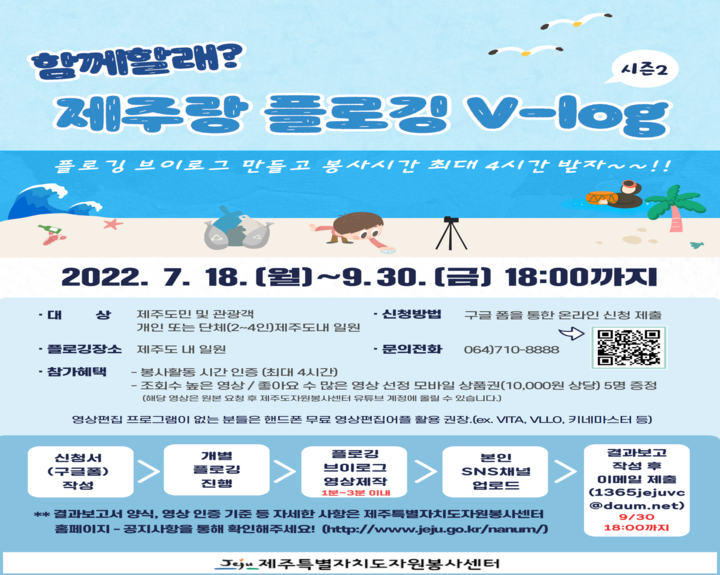 함께할래?
시즌2
제주랑 플로깅 V-log
플로깅 브이로그 만들고 봉사시간 최대 4시간 받자~~!!
2022. 7. 18.(월)~9.30.(금) 18:00까지
· 대 상 제주도민 및 관광객
개인 또는 단체(2~4인)제주도내 일원
· 신청방법 구글 폼을 통한 온라인 신청 제출
· 플로깅장소 제주도 내 일원
· 문의전화 064)710-8888
· 참가혜택 - 봉사활동 시간 인증 (최대 4시간)
- 조회수 높은 영상 / 좋아요 수 많은 영상 선정 모바일 상품권(10,000원 상당) 5명 증정
(해당 영상은 원본 요청 후 제주도자원봉사센터 유튜브 계정에 올릴 수 있습니다.)
영상편집 프로그램이 없는 분들은 핸드폰 무료 영상편집어플 활용 권장.(ex. VITA, VLLO, 키네마스터 등)
신청서
(구글폼)
작성
개별
플로깅
진행
플로깅
브이로그
영상제작
1분~3분 이내
본인
SNS채널
업로드
결과보고
작성 후
이메일 제출
(1365jejuvc
@daum.net)
9/30
18:00까지
** 결과보고서 양식, 영상 인증 기준 등 자세한 사항은 제주특별자치도자원봉사센터
홈페이지 - 공지사항을 통해 확인해주세요! (http://www.jeju.go.kr/nanum/)
Jeju 제주특별자치도자원봉사센터